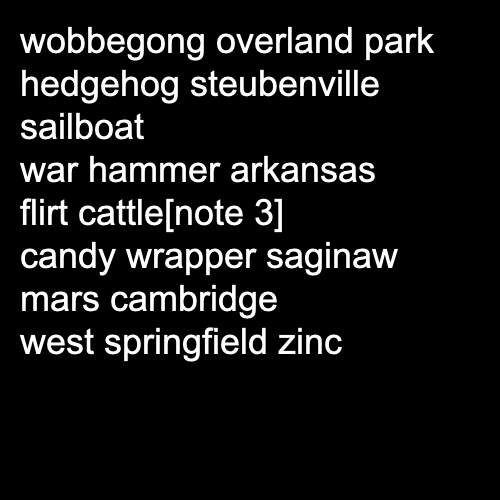 wobbegong overland park
hedgehog steubenville
sailboat
war hammer arkansas
flirt cattle[note 3]
candy wrapper saginaw
mars cambridge
west springfield zinc